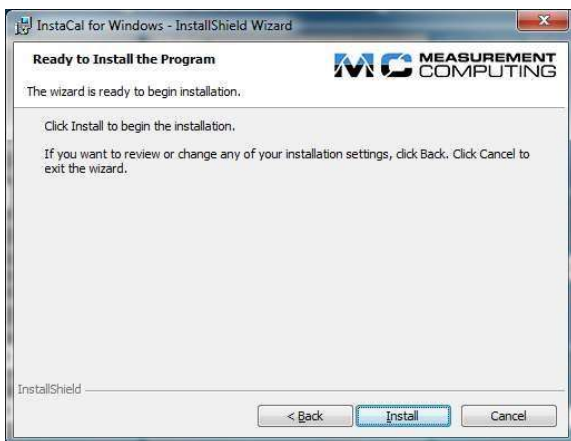 InstaCal for Windows - InstallShield Wizard
Ready to Install the Program
MC MEASUREMENT
COMPUTING
The wizard is ready to begin installation.
Click Install to begin the installation.
If you want to review or change any of your installation settings, click Back. Click Cancel to
exit the wizard.
InstallShield
< Back
Install
Cancel